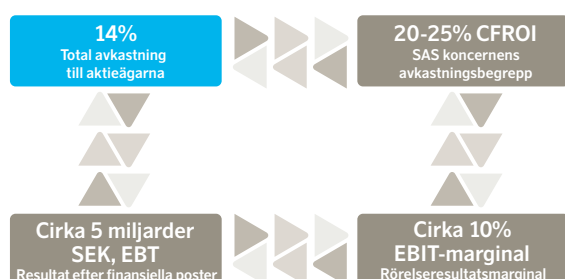 14%
Total avkastning
till aktieägarna
20-25% CFROI
SAS koncernens
avkastningsbegrepp
Cirka 5 miljarder
SEK, EBT
Resultat efter finansiella poster
Cirka 10%
EBIT-marginal
Rörelseresultatsmarginal